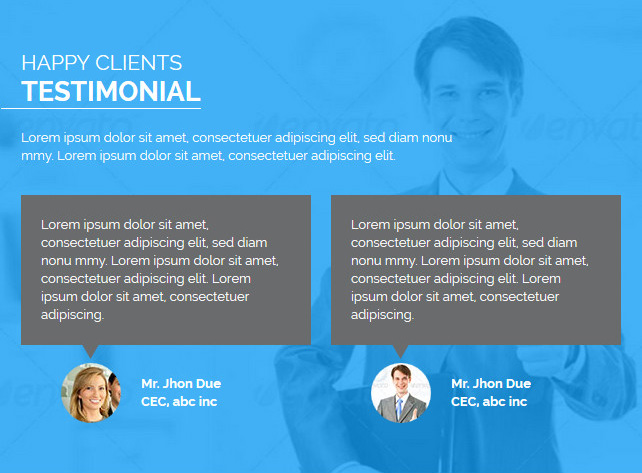 HAPPY CLIENTS
TESTIMONIAL
Lorem ipsum dolor sit amet, consectetuer adipiscing elit, sed diam nonu
mmy. Lorem ipsum dolor sit amet, consectetuer adipiscing elit.
Lorem ipsum dolor sit amet,
consectetuer adipiscing elit, sed diam
nonu mmy. Lorem ipsum dolor sit amet,
consectetuer adipiscing elit. Lorem
ipsum dolor sit amet, consectetuer
adipiscing.
Mr. Jhon Due
CEC, abc inc
Lorem ipsum dolor sit amet,
consectetuer adipiscing elit, sed diam
nonu mmy. Lorem ipsum dolor sit amet,
consectetuer adipiscing elit. Lorem
ipsum dolor sit amet, consectetuer
adipiscing.
Mr. Jhon Due
CEC, abc inc